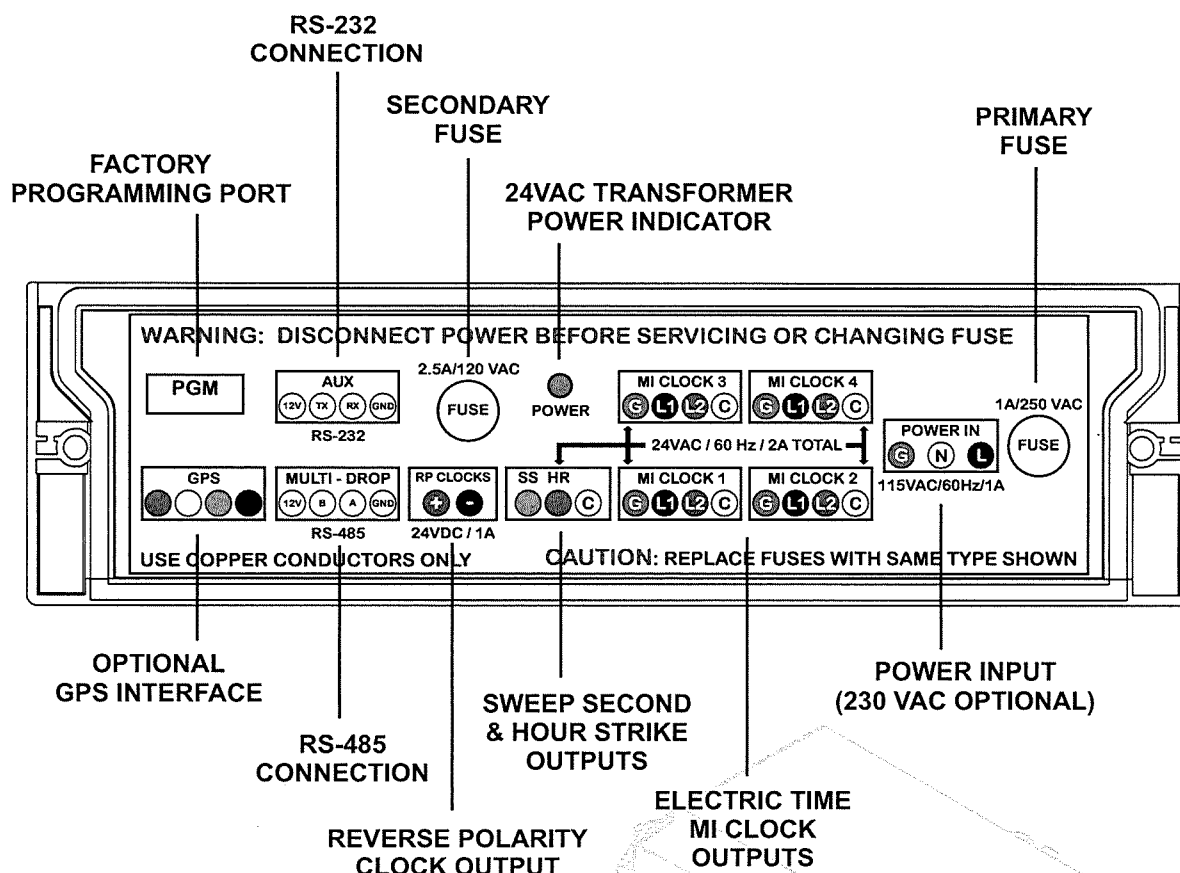 RS-232
CONNECTION
SECONDARY
FUSE
PRIMARY
FUSE
FACTORY
PROGRAMMING PORT
24VAC TRANSFORMER
POWER INDICATOR
WARNING: DISCONNECT POWER BEFORE SERVICING OR CHANGING FUSE
PGM
AUX
12V TX RX GND
RS-232
2.5A/120 VAC
FUSE
POWER
MI CLOCK 3
G L1 L2 C
MI CLOCK 4
G L1 L2 C
1A/250 VAC
FUSE
24VAC / 60 Hz / 2A TOTAL
POWER IN
G N L
115VAC/60Hz/1A
GPS
MULTI - DROP
12V B A GND
RS-485
RP CLOCKS
+ -
24VDC / 1A
SS HR
C
MI CLOCK 1
G L1 L2 C
MI CLOCK 2
G L1 L2 C
USE COPPER CONDUCTORS ONLY
CAUTION: REPLACE FUSES WITH SAME TYPE SHOWN
OPTIONAL
GPS INTERFACE
RS-485
CONNECTION
REVERSE POLARITY
CLOCK OUTPUT
SWEEP SECOND
& HOUR STRIKE
OUTPUTS
ELECTRIC TIME
MI CLOCK
OUTPUTS
POWER INPUT
(230 VAC OPTIONAL)